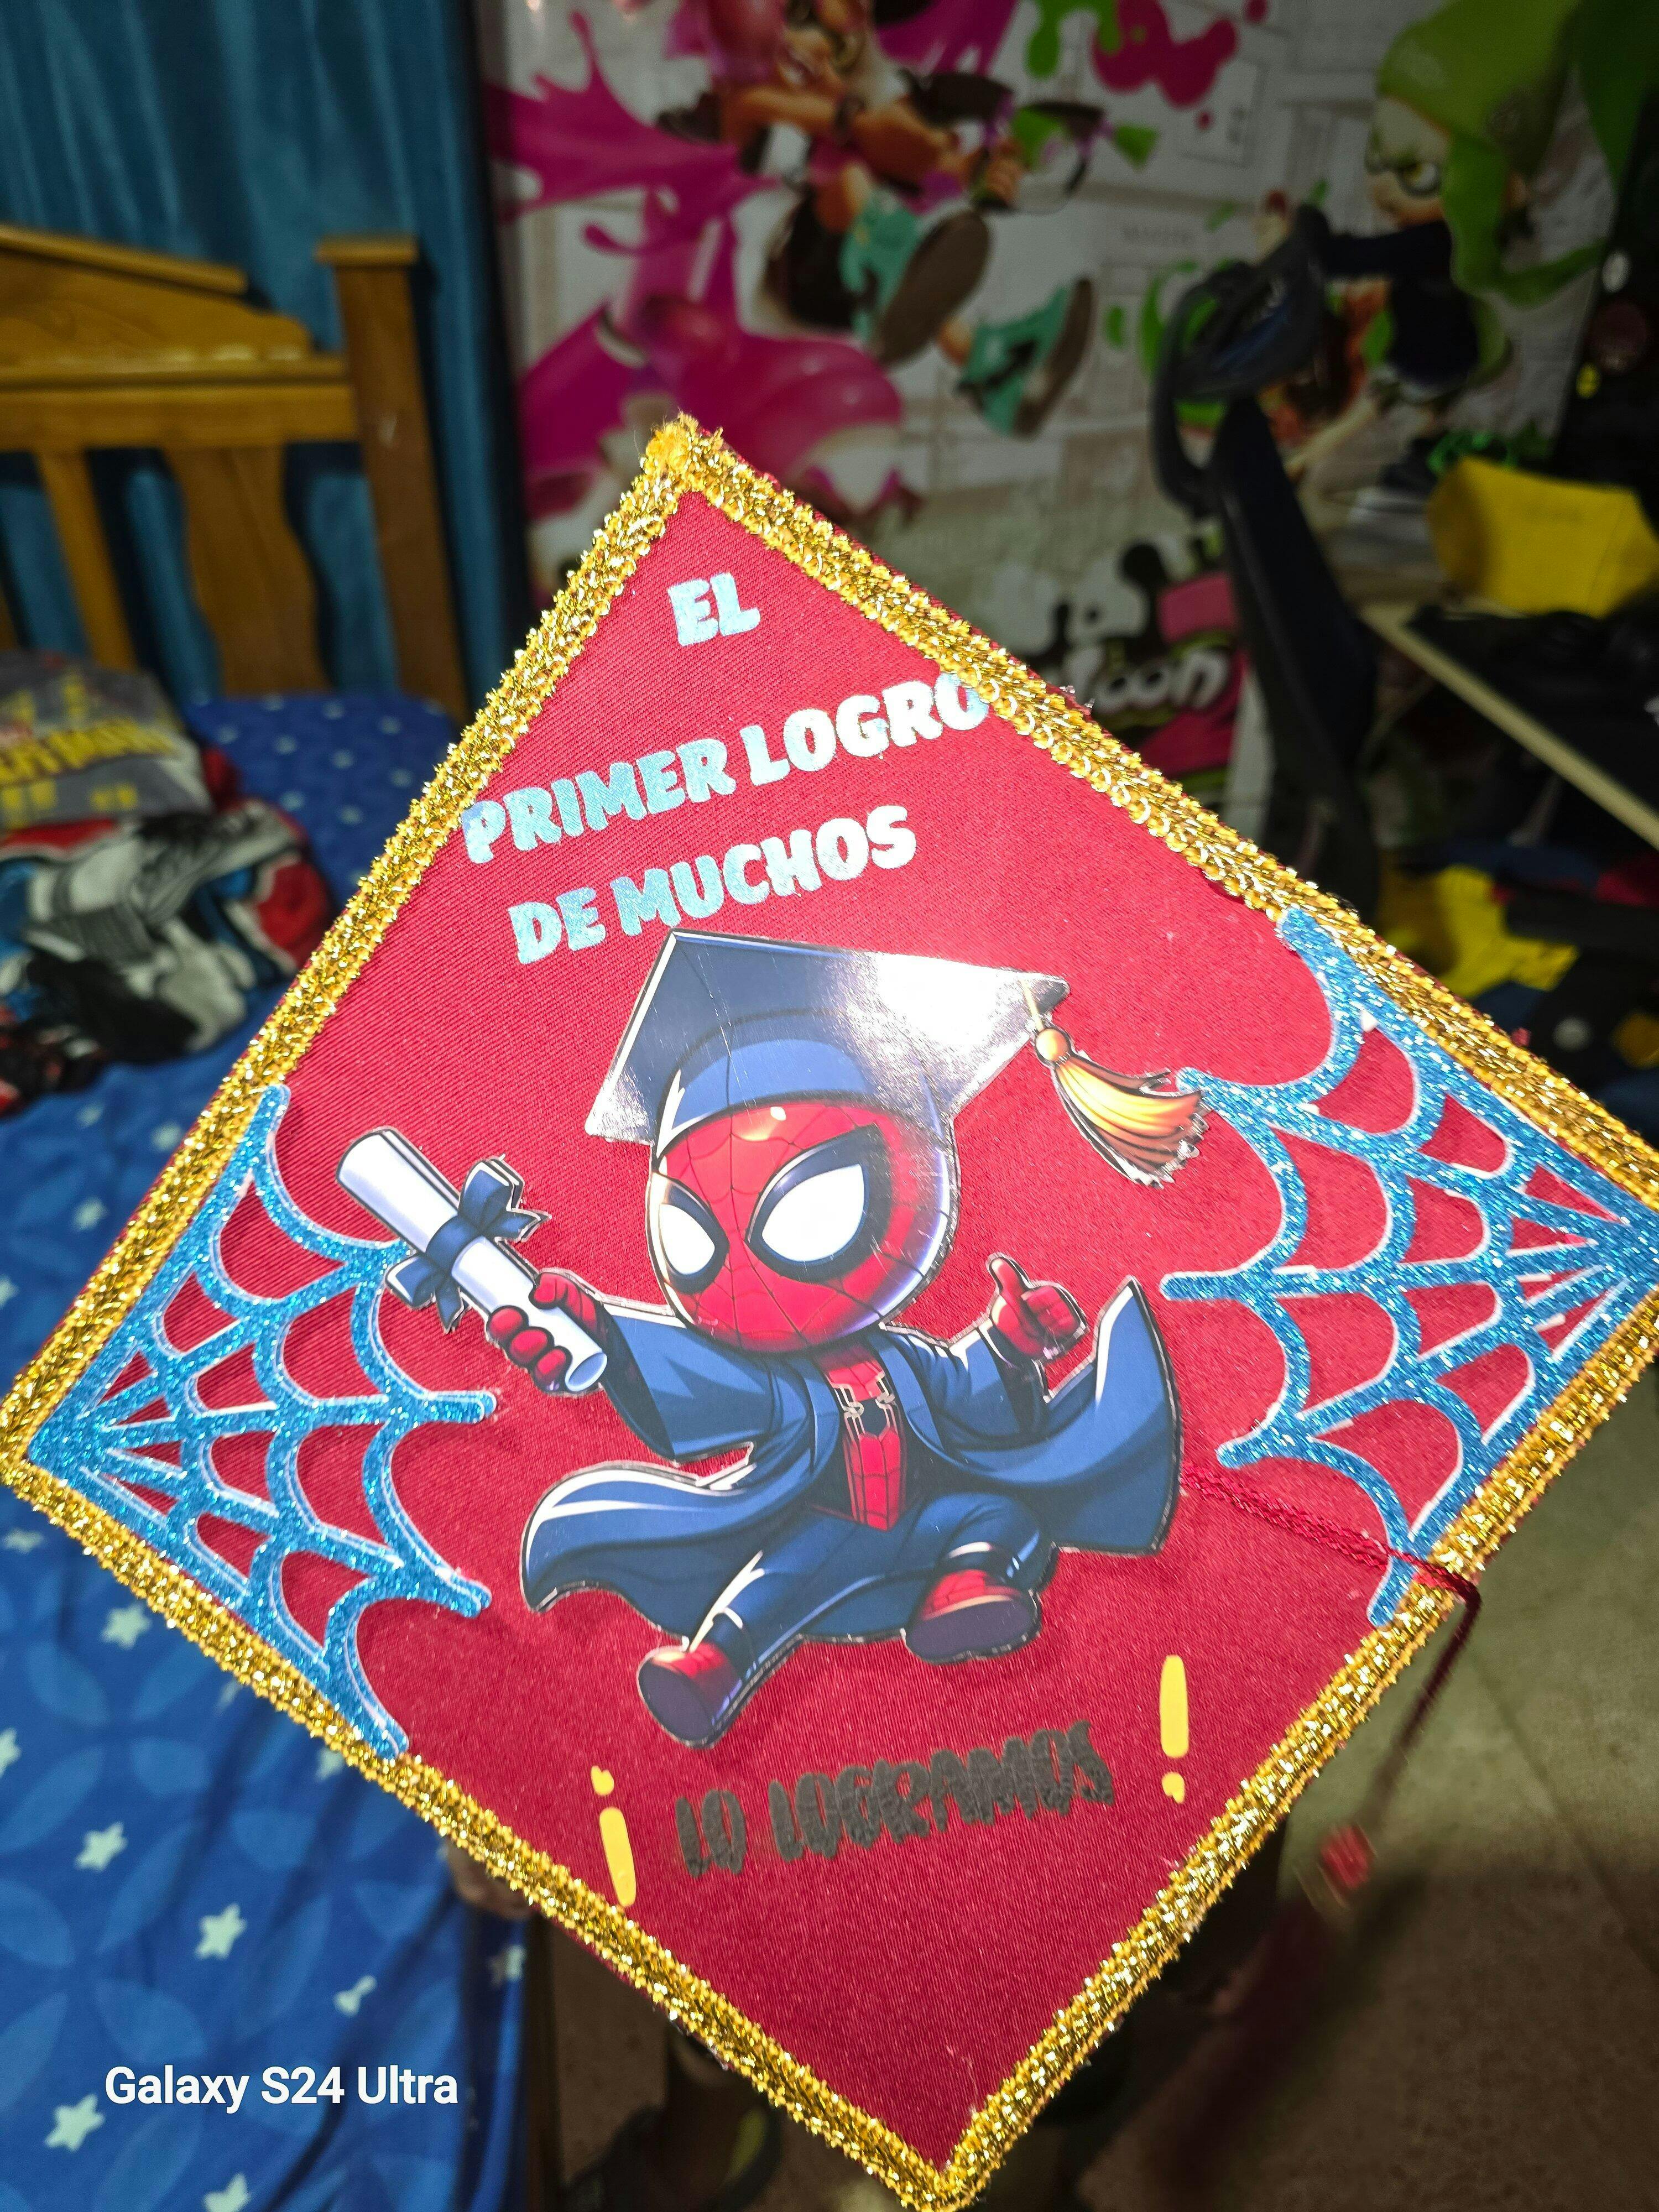 EL
PRIMER LOGRO
DE MUCHOS
¡LO LOGRAMOS!
Galaxy S24 Ultra